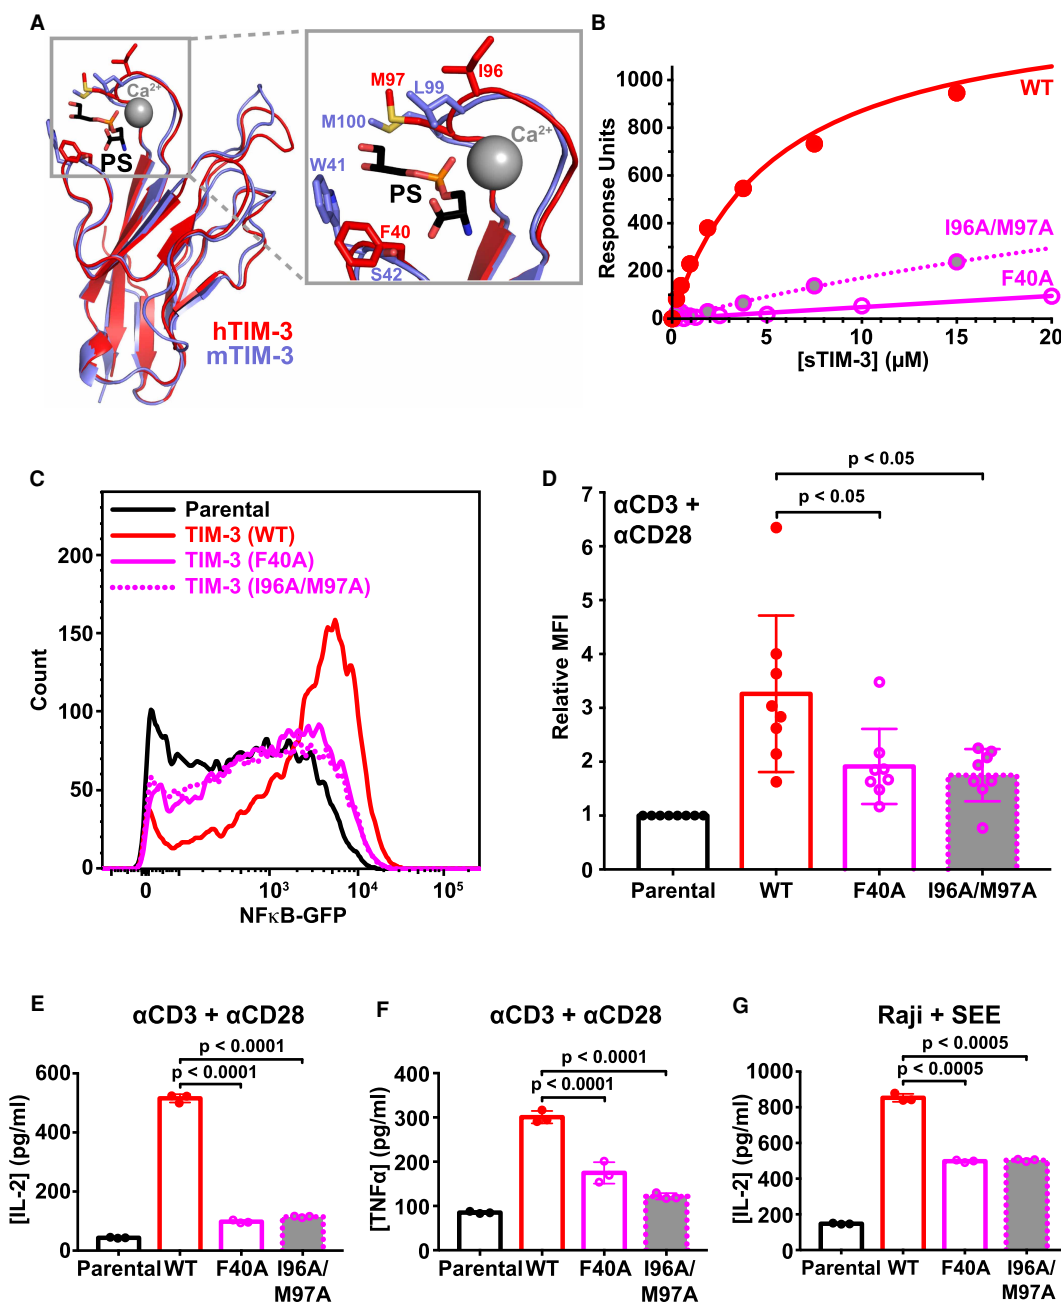 A
Ca2+
PS
hTIM-3
mTIM-3
M97
I96
L99
M100
Ca2+
W41
PS
F40
S42
B
1000
800
600
400
200
0
Response Units
WT
I96A/M97A
F40A
0 5 10 15 20
[sTIM-3] (µM)
C
Parental
TIM-3 (WT)
TIM-3 (F40A)
TIM-3 (I96A/M97A)
200
150
100
50
0
Count
0 10³ 10⁴ 10⁵
NFκB-GFP
D
αCD3 +
αCD28
p < 0.05
p < 0.05
7
6
5
4
3
2
1
0
Relative MFI
Parental WT F40A I96A/M97A
E
αCD3 + αCD28
p < 0.0001
p < 0.0001
600
400
200
0
[IL-2] (pg/ml)
Parental WT F40A I96A/
M97A
F
αCD3 + αCD28
p < 0.0001
p < 0.0001
400
300
200
100
0
[TNFα] (pg/ml)
Parental WT F40A I96A/
M97A
G
Raji + SEE
p < 0.0005
p < 0.0005
1000
800
600
400
200
0
[IL-2] (pg/ml)
Parental WT F40A I96A/
M97A